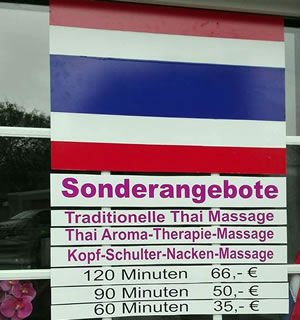 Sonderangebote
Traditionelle Thai Massage
Thai Aroma-Therapie-Massage
Kopf-Schulter-Nacken-Massage
120 Minuten 66,- €
90 Minuten 50,- €
60 Minuten 35,- €